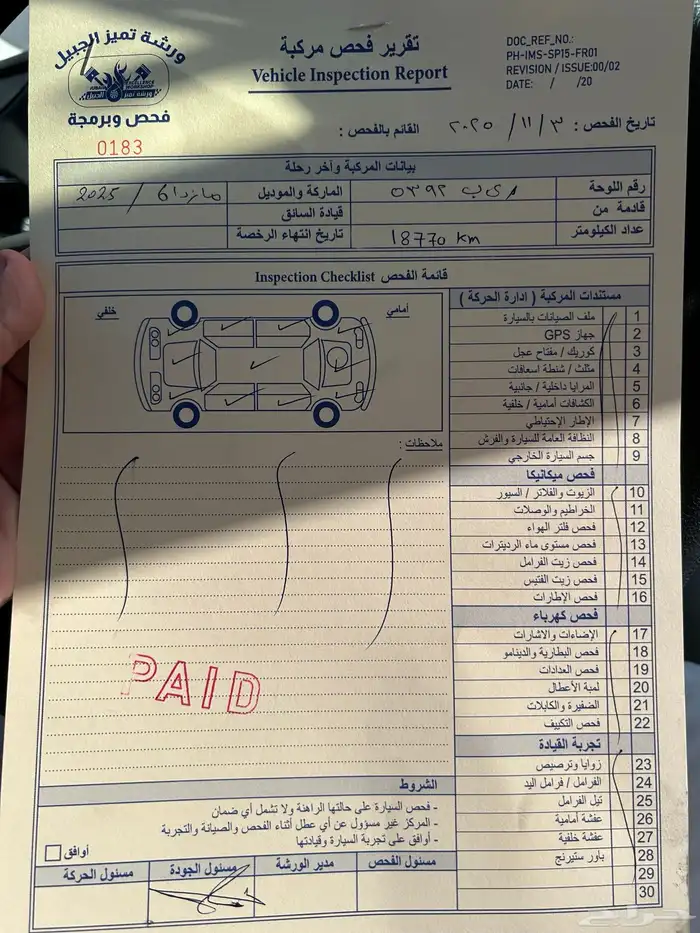 ورشة تميز الجبيل
EXCELLENCE
WORKSHOP
ورشة تميز الجبيل
فحص وبرمجة
0183
تقرير فحص مركبة
Vehicle Inspection Report
DOC_REF_NO.:
PH-IMS-SP15-FR01
REVISION / ISSUE:00/02
DATE: / /20
تاريخ الفحص : ٣ / ١١ / ٢٠٢٥ القائم بالفحص :
بيانات المركبة وآخر رحلة
رقم اللوحة ٥٣٩٢ الماركة والموديل مازدا 6 / 2025
قادمة من قيادة السائق
عداد الكيلومتر 18770 km تاريخ انتهاء الرخصة
قائمة الفحص Inspection Checklist
أمامي
خلفي
ملاحظات :
مستندات المركبة ( ادارة الحركة )
1 ملف الصيانات بالسيارة
2 جهاز GPS
3 كوريك / مفتاح عجل
4 مثلث / شنطة اسعافات
5 المرايا داخلية / جانبية
6 الكشافات أمامية / خلفية
7 الإطار الإحتياطي
8 النظافة العامة للسيارة والفرش
9 جسم السيارة الخارجي
فحص ميكانيكا
10 الزيوت والفلاتر / السيور
11 الخراطيم والوصلات
12 فحص فلتر الهواء
13 فحص مستوى ماء الرديترات
14 فحص زيت الفرامل
15 فحص زيت الفتيس
16 فحص الإطارات
فحص كهرباء
17 الإضاءات والاشارات
18 فحص البطارية والدينامو
19 فحص العدادات
20 لمبة الأعطال
21 الضفيرة والكابلات
22 فحص التكييف
تجربة القيادة
23 زوايا وترصيص
24 الفرامل / فرامل اليد
25 تيل الفرامل
26 عفشة أمامية
27 عفشة خلفية
28 باور ستيرنج
29
30
PAID
الشروط
- فحص السيارة على حالتها الراهنة ولا تشمل أي ضمان
- المركز غير مسؤول عن أي عطل أثناء الفحص والصيانة والتجربة
- أوافق على تجربة السيارة وقيادتها
أوافق
مسئول الفحص مدير الورشة مسئول الجودة مسئول الحركة
حراج